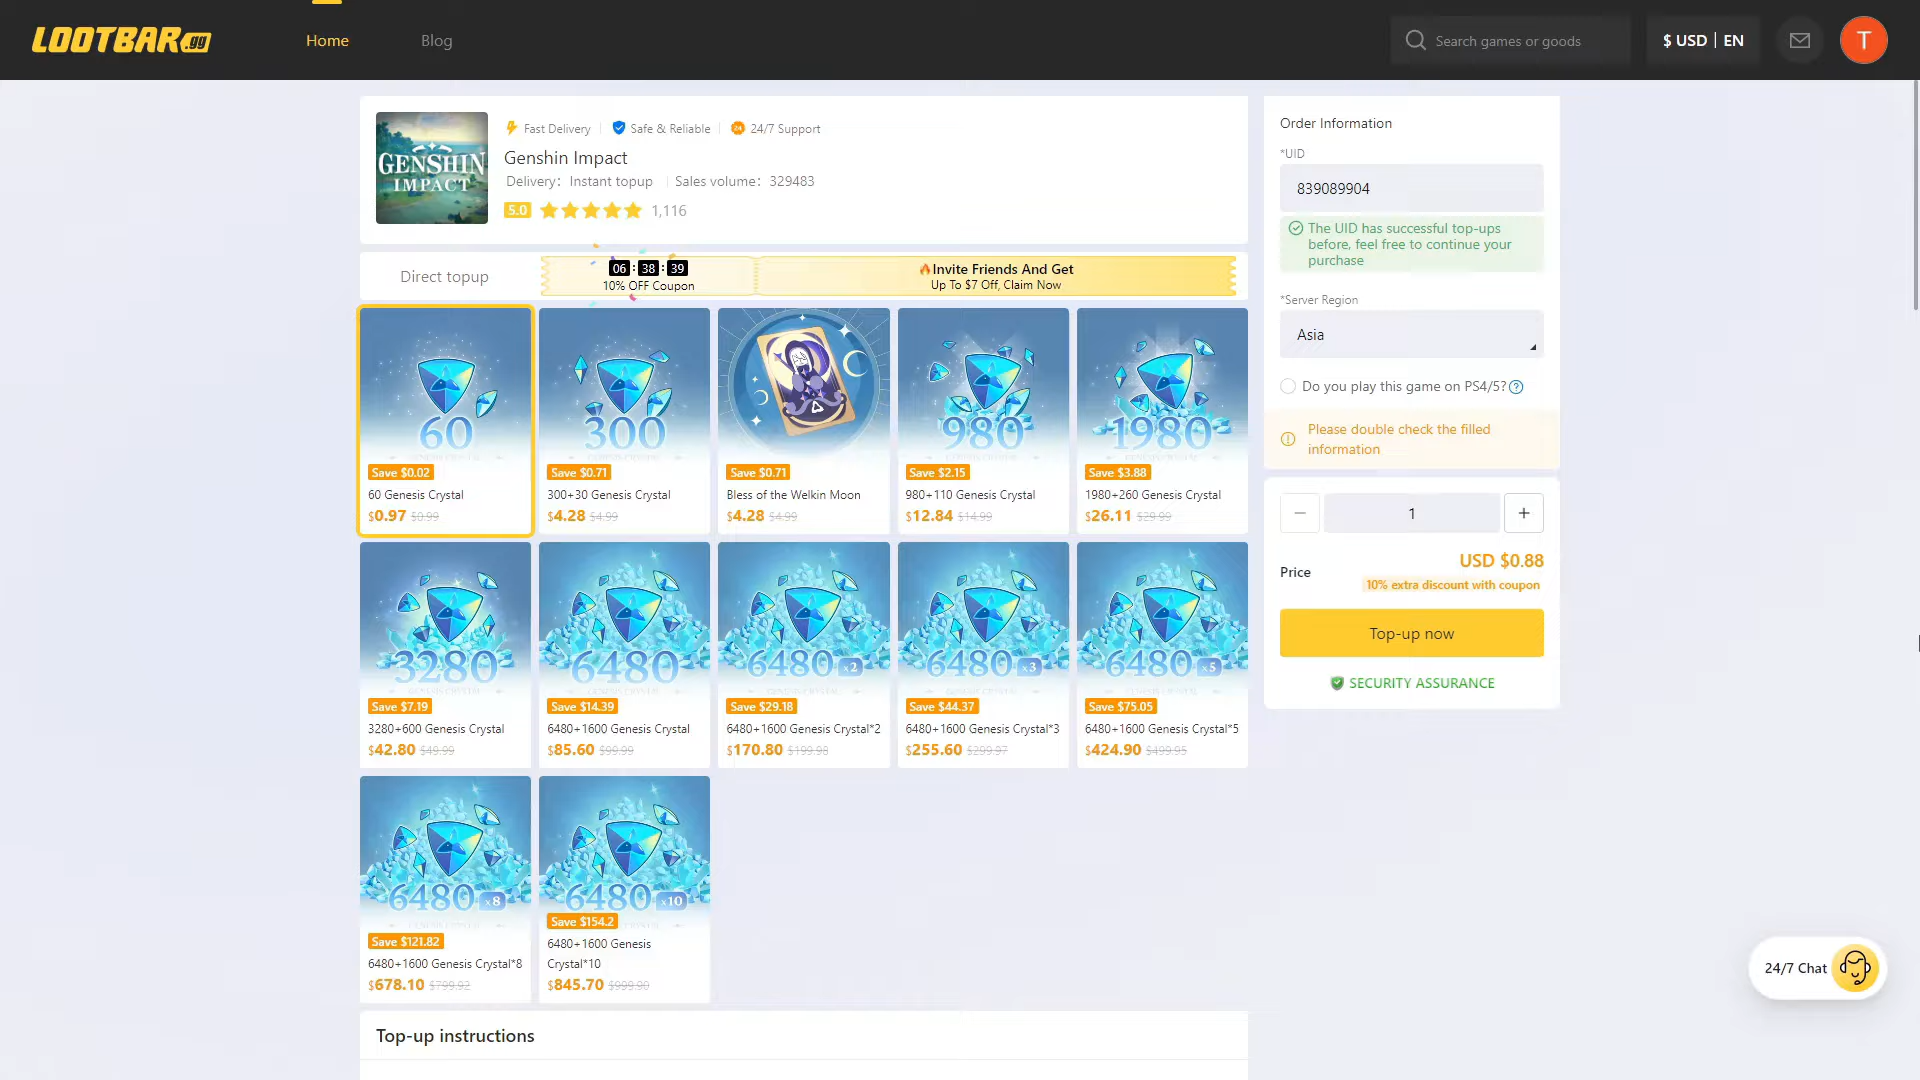 LOOTBAR.gg
Home
Blog
Search games or goods
$ USD | EN
T
GENSHIN
IMPACT
Fast Delivery
Safe & Reliable
24/7 Support
Genshin Impact
Delivery: Instant topup
Sales volume: 329483
5.0
1,116
Direct topup
06 : 38 : 39
10% OFF Coupon
Invite Friends And Get
Up To $7 Off, Claim Now
60
Save $0.02
60 Genesis Crystal
$0.97 $0.99
300
Save $0.71
300+30 Genesis Crystal
$4.28 $4.99
Save $0.71
Bless of the Welkin Moon
$4.28 $4.99
980
Save $2.15
980+110 Genesis Crystal
$12.84 $14.99
1980
Save $3.88
1980+260 Genesis Crystal
$26.11 $29.99
3280
Save $7.19
3280+600 Genesis Crystal
$42.80 $49.99
6480
Save $14.39
6480+1600 Genesis Crystal
$85.60 $99.99
6480 x2
Save $29.18
6480+1600 Genesis Crystal*2
$170.80 $199.98
6480 x3
Save $44.37
6480+1600 Genesis Crystal*3
$255.60 $299.97
6480 x5
Save $75.05
6480+1600 Genesis Crystal*5
$424.90 $499.95
6480 x8
Save $121.82
6480+1600 Genesis Crystal*8
$678.10 $799.92
6480 x10
Save $154.2
6480+1600 Genesis
Crystal*10
$845.70 $999.90
Top-up instructions
Order Information
*UID
839089904
The UID has successful top-ups
before, feel free to continue your
purchase
*Server Region
Asia
Do you play this game on PS4/5?
Please double check the filled
information
1
Price
USD $0.88
10% extra discount with coupon
Top-up now
SECURITY ASSURANCE
24/7 Chat